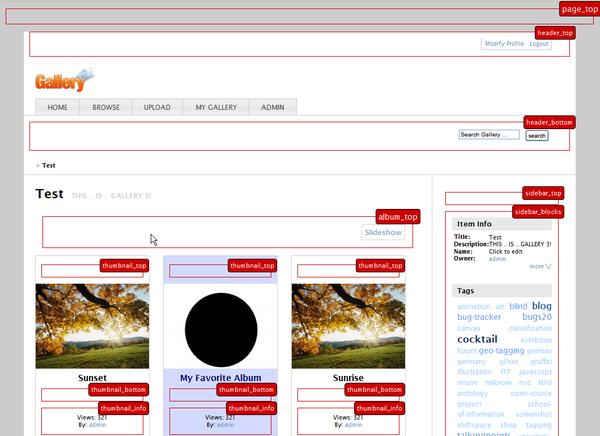 page_top
header_top
Modify Profile Logout
Gallery
HOME BROWSE UPLOAD MY GALLERY ADMIN
header_bottom
Search Gallery ... search
» Test
Test THIS .. IS .. GALLERY 3!
album_top
Slideshow
thumbnail_top thumbnail_top thumbnail_top
Sunset My Favorite Album Sunrise
thumbnail_bottom thumbnail_bottom thumbnail_bottom
thumbnail_info thumbnail_info thumbnail_info
Views: 321 Views: 321 Views: 321
By: admin By: admin By: admin
sidebar_top
sidebar_blocks
Item Info
Title: Test
Description: THIS .. IS .. GALLERY 3!
Name: Click to edit
Owner: admin
more \/
Tags
animation art blind blog
bug-tracker bugs20
canvas classification
cocktail exhibition
forum geo-tagging german
germany gl?ser graffiti
illustration ITP javascript
miami miknow nyc NYU
ontology open-source
project school-
of-information screenshot
shiftspace shop tagging
talkingpoints